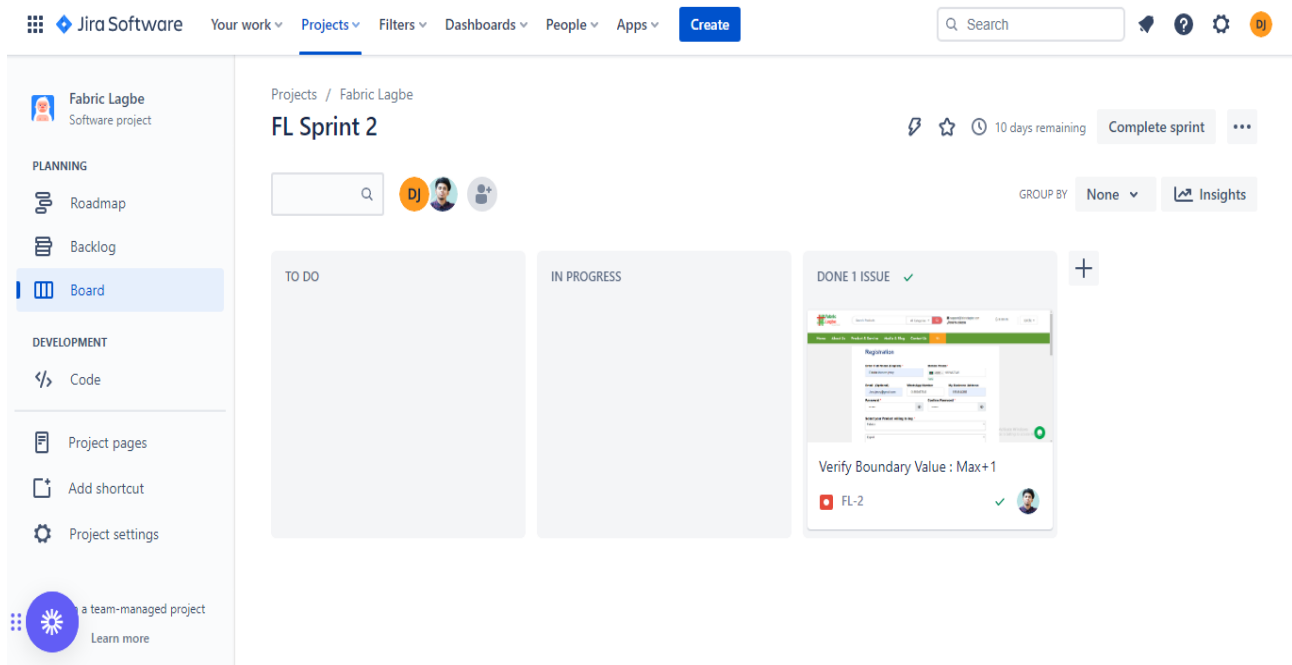 Jira Software Your work Projects Filters Dashboards People Apps Create Search DJ
Fabric Lagbe
Software project
PLANNING
Roadmap
Backlog
Board
DEVELOPMENT
Code
Project pages
Add shortcut
Project settings
a team-managed project
Learn more
Projects / Fabric Lagbe
FL Sprint 2
10 days remaining Complete sprint
DJ
GROUP BY None Insights
TO DO
IN PROGRESS
DONE 1 ISSUE
Registration
Verify Boundary Value : Max+1
FL-2